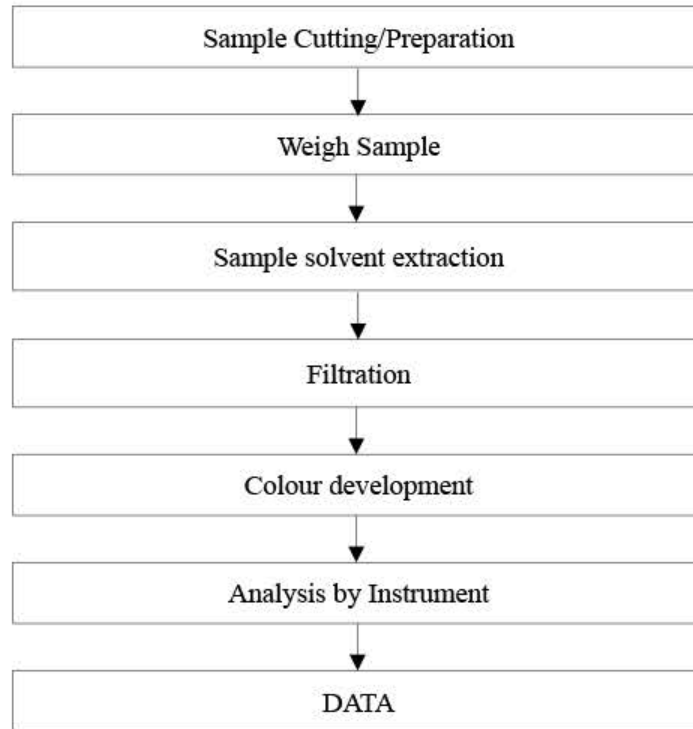 Sample Cutting/Preparation
Weigh Sample
Sample solvent extraction
Filtration
Colour development
Analysis by Instrument
DATA